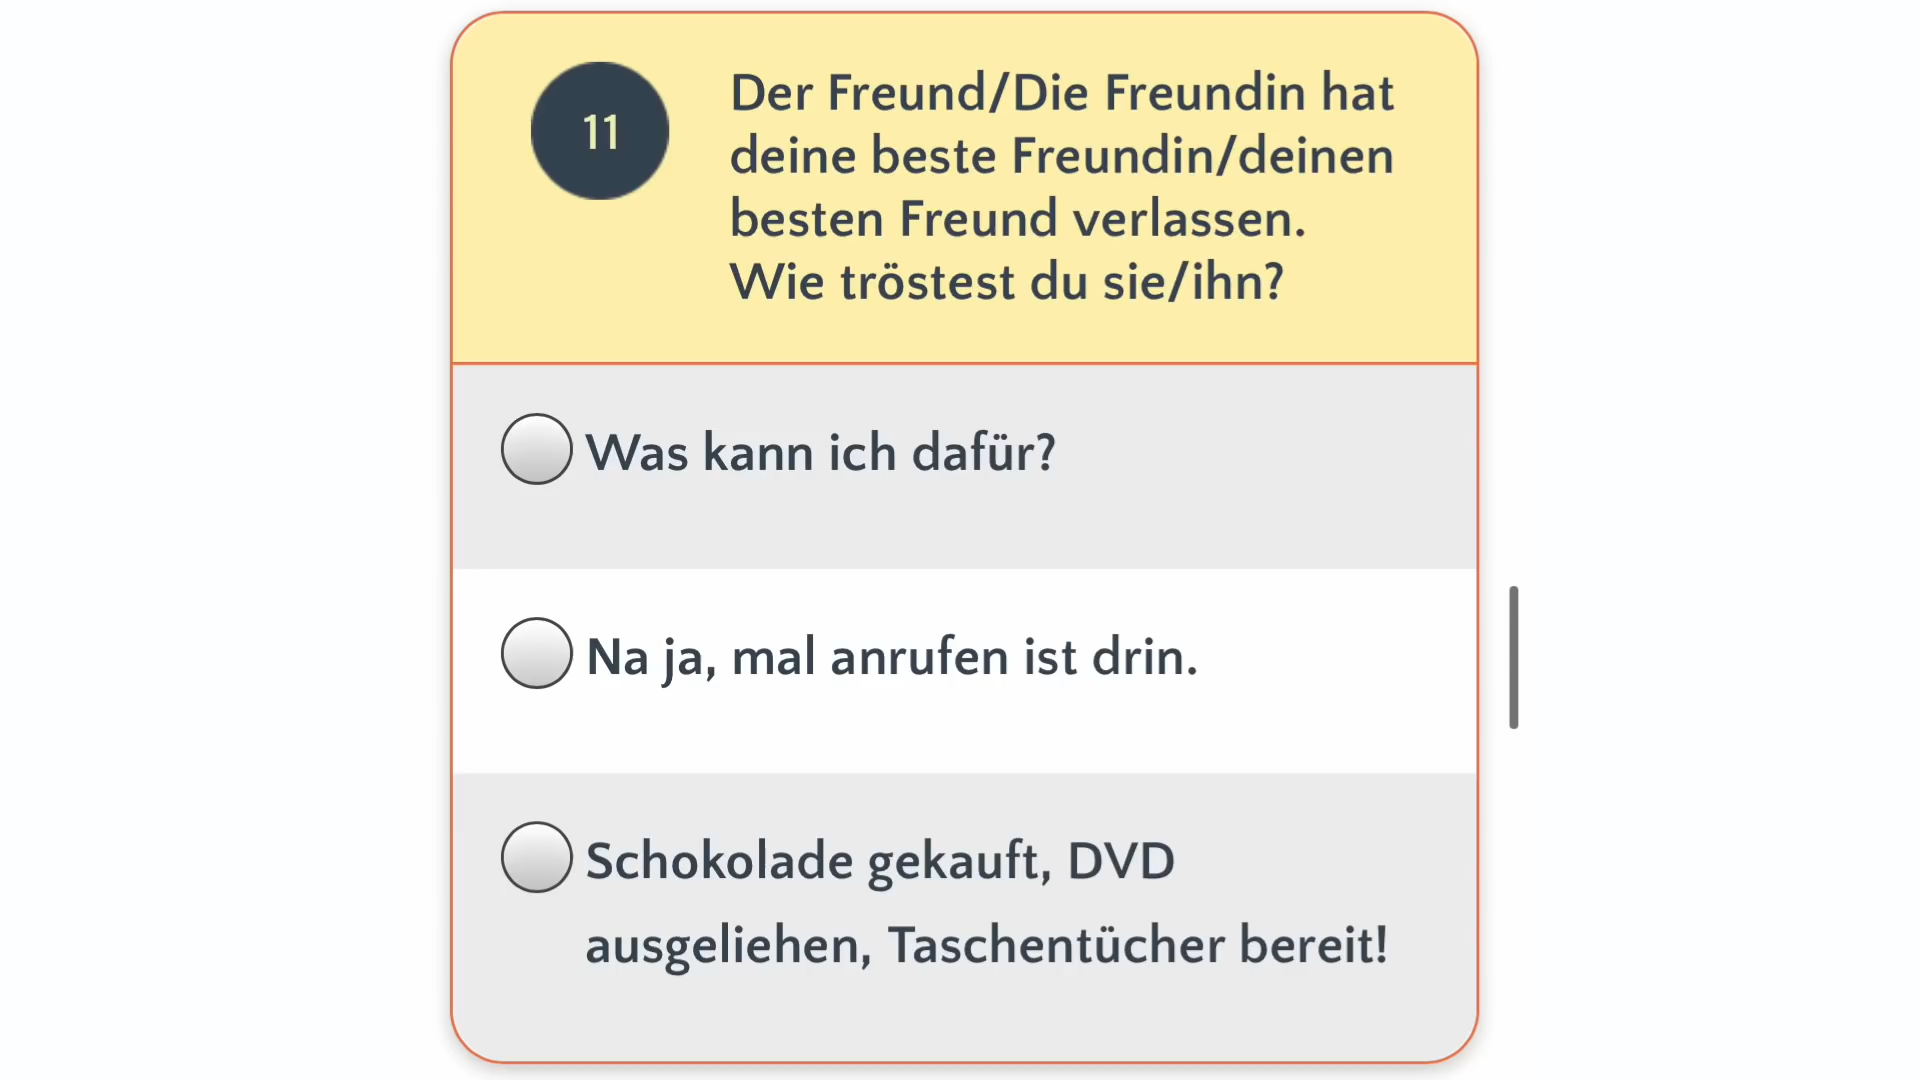 11
Der Freund/Die Freundin hat
deine beste Freundin/deinen
besten Freund verlassen.
Wie tröstest du sie/ihn?
Was kann ich dafür?
Na ja, mal anrufen ist drin.
Schokolade gekauft, DVD
ausgeliehen, Taschentücher bereit!